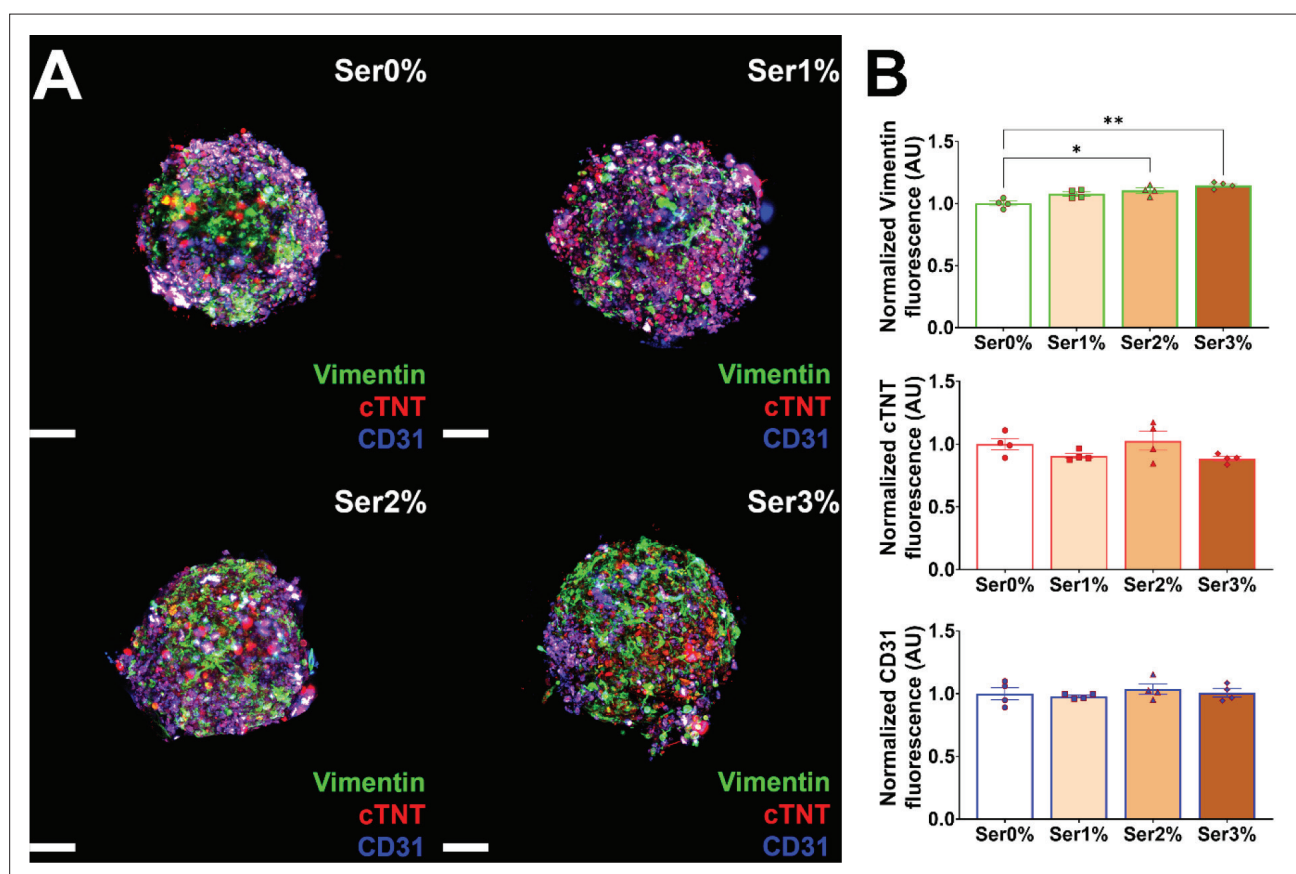 A
Ser0%
Ser1%
Vimentin
cTNT
CD31
Vimentin
cTNT
CD31
Ser2%
Ser3%
Vimentin
cTNT
CD31
Vimentin
cTNT
CD31
B
Normalized Vimentin
fluorescence (AU)
1.5
1.0
0.5
0.0
*
**
Ser0% Ser1% Ser2% Ser3%
Normalized cTNT
fluorescence (AU)
1.5
1.0
0.5
0.0
Ser0% Ser1% Ser2% Ser3%
Normalized CD31
fluorescence (AU)
1.5
1.0
0.5
0.0
Ser0% Ser1% Ser2% Ser3%